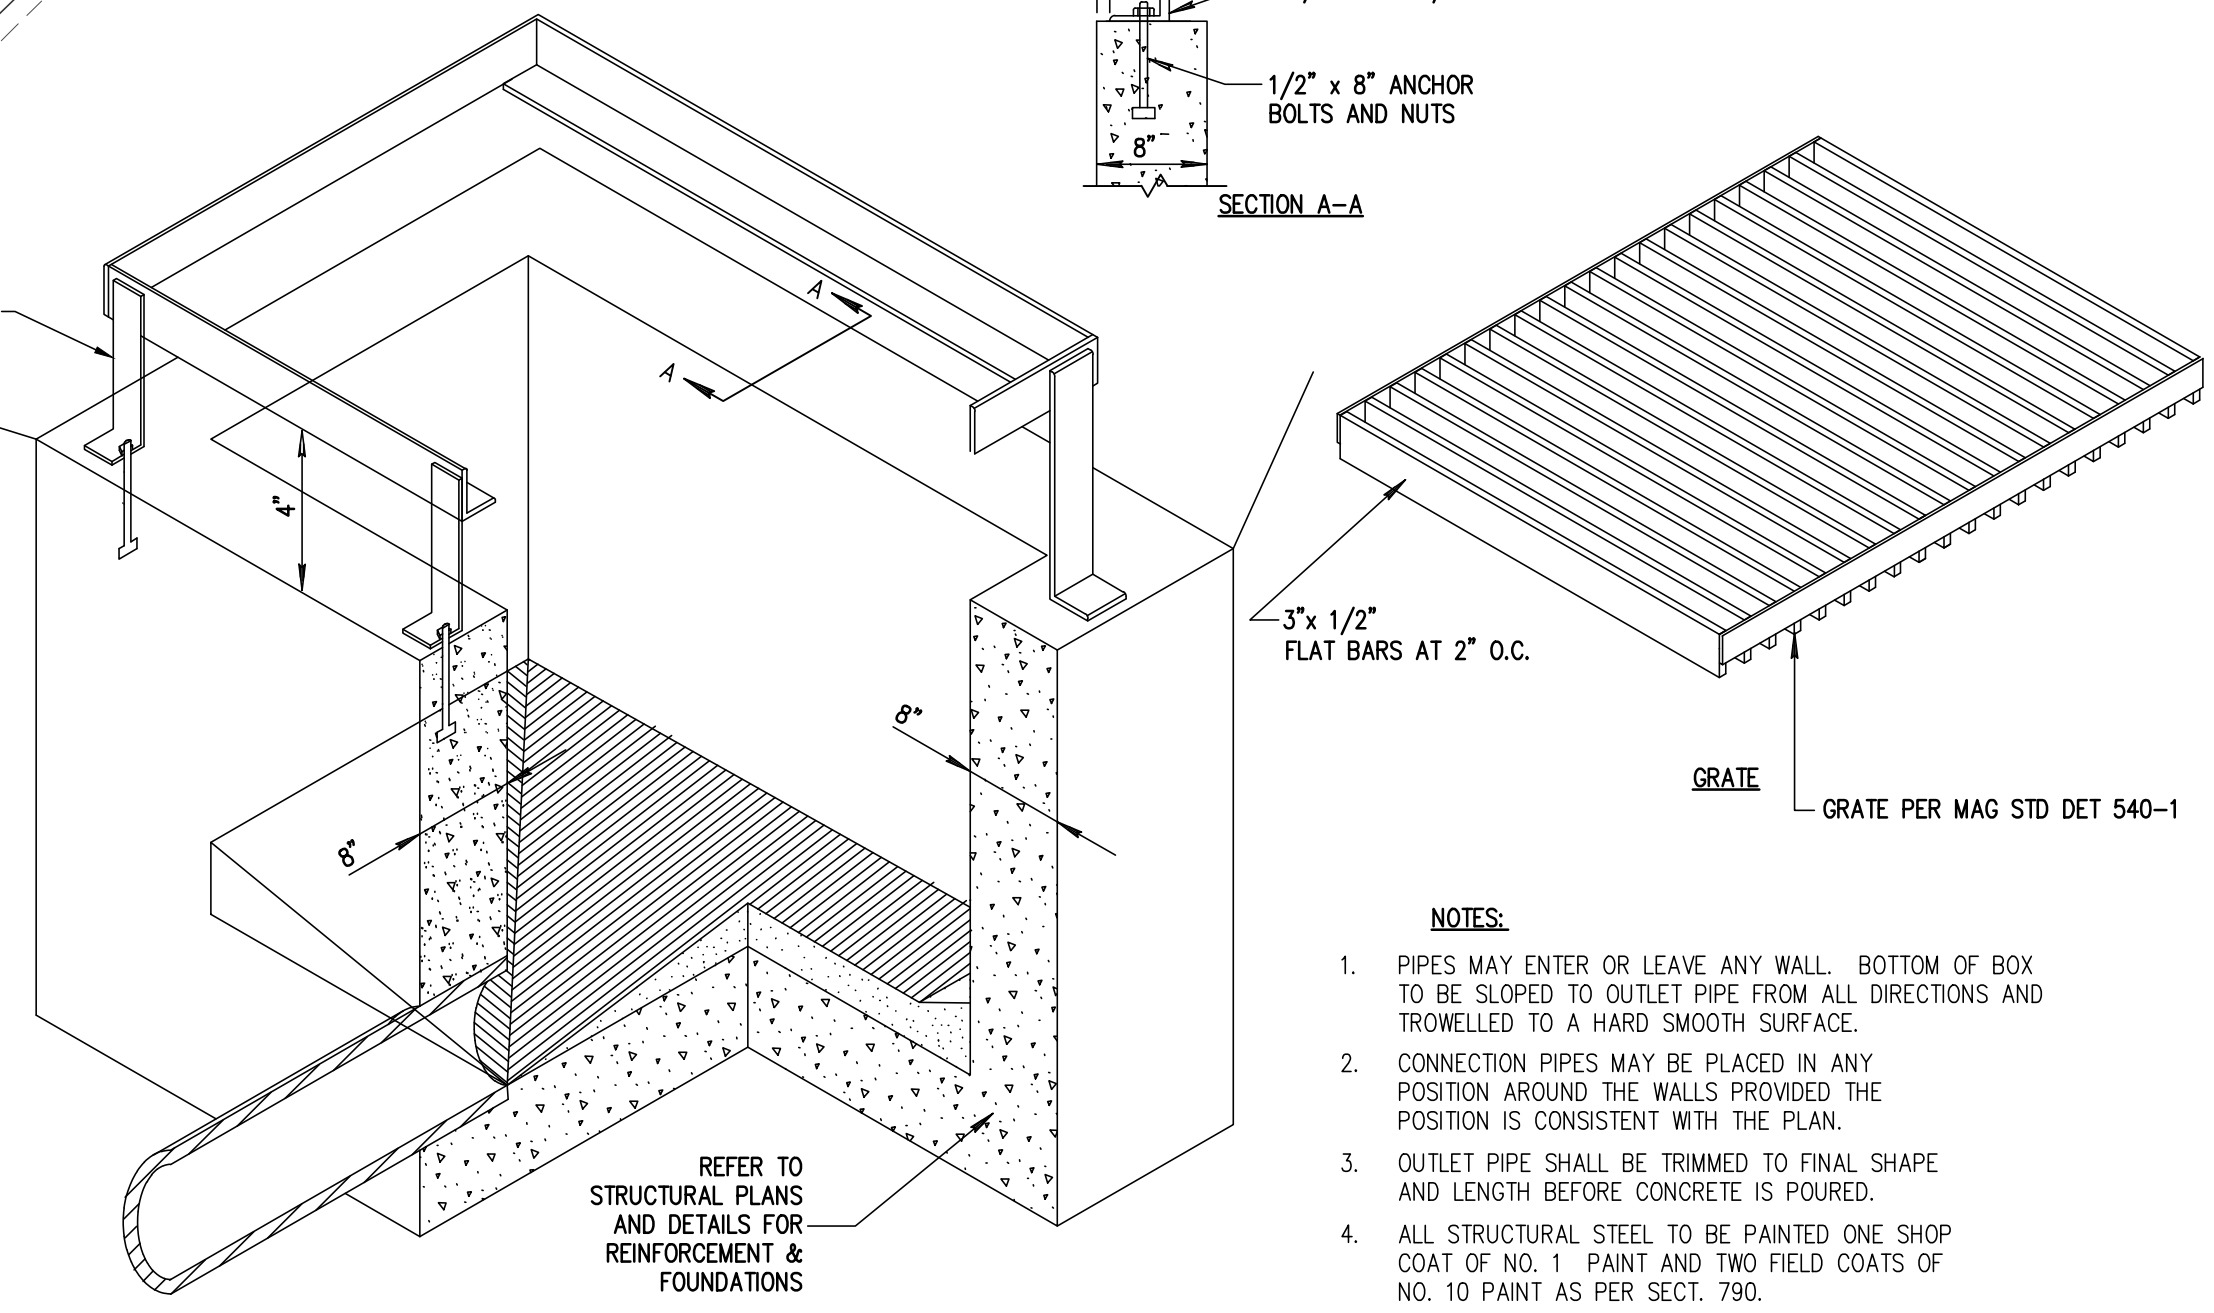 1/2" x 8" ANCHOR
BOLTS AND NUTS
8"
SECTION A-A
A
A
4"
3"x 1/2"
FLAT BARS AT 2" O.C.
8"
8"
GRATE
GRATE PER MAG STD DET 540-1
REFER TO
STRUCTURAL PLANS
AND DETAILS FOR
REINFORCEMENT &
FOUNDATIONS
NOTES:
1. PIPES MAY ENTER OR LEAVE ANY WALL. BOTTOM OF BOX
TO BE SLOPED TO OUTLET PIPE FROM ALL DIRECTIONS AND
TROWELLED TO A HARD SMOOTH SURFACE.
2. CONNECTION PIPES MAY BE PLACED IN ANY
POSITION AROUND THE WALLS PROVIDED THE
POSITION IS CONSISTENT WITH THE PLAN.
3. OUTLET PIPE SHALL BE TRIMMED TO FINAL SHAPE
AND LENGTH BEFORE CONCRETE IS POURED.
4. ALL STRUCTURAL STEEL TO BE PAINTED ONE SHOP
COAT OF NO. 1 PAINT AND TWO FIELD COATS OF
NO. 10 PAINT AS PER SECT. 790.